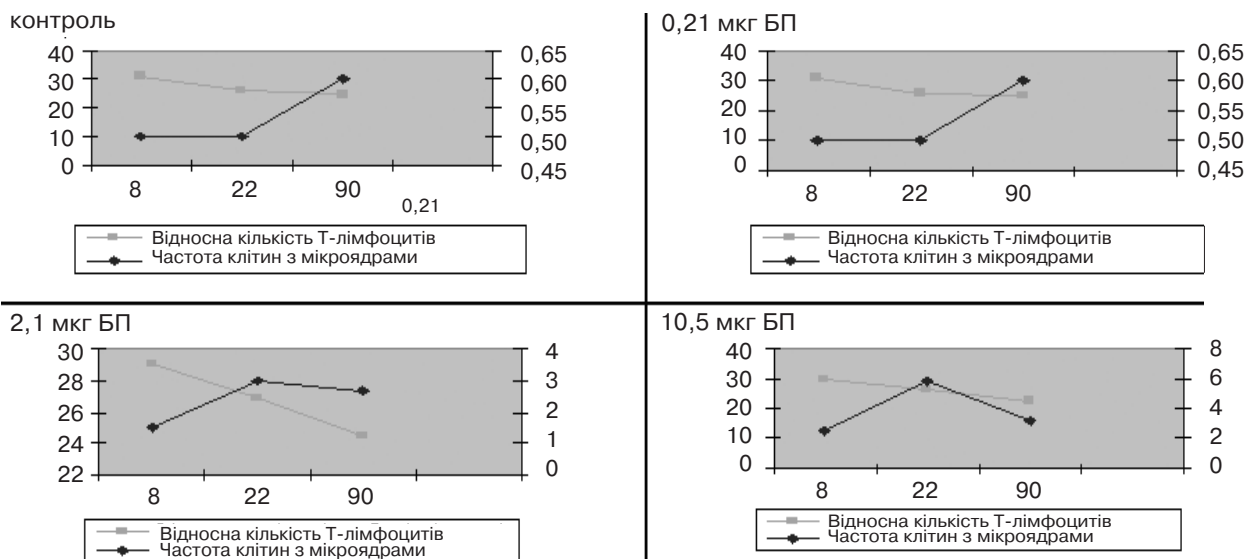 контроль
40 0,65
30 0,60
20 0,55
10 0,50
0 0,45
8 22 90
0,21
Відносна кількість Т-лімфоцитів
Частота клітин з мікроядрами
0,21 мкг БП
40 0,65
30 0,60
20 0,55
10 0,50
0 0,45
8 22 90
Відносна кількість Т-лімфоцитів
Частота клітин з мікроядрами
2,1 мкг БП
30 4
28 3
26 2
24 1
22 0
8 22 90
Відносна кількість Т-лімфоцитів
Частота клітин з мікроядрами
10,5 мкг БП
40 8
30 6
20 4
10 2
0 0
8 22 90
Відносна кількість Т-лімфоцитів
Частота клітин з мікроядрами